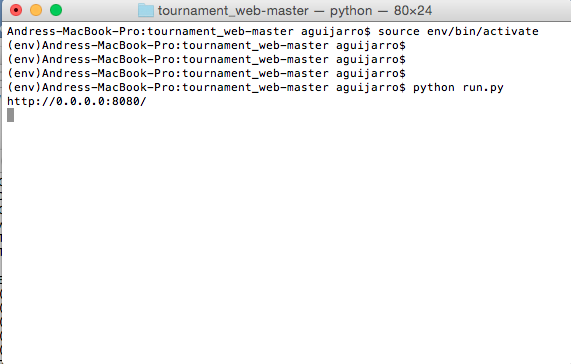 tournament_web-master — python — 80×24
Andress-MacBook-Pro:tournament_web-master aguijarro$ source env/bin/activate
(env)Andress-MacBook-Pro:tournament_web-master aguijarro$
(env)Andress-MacBook-Pro:tournament_web-master aguijarro$
(env)Andress-MacBook-Pro:tournament_web-master aguijarro$
(env)Andress-MacBook-Pro:tournament_web-master aguijarro$ python run.py
http://0.0.0.0:8080/